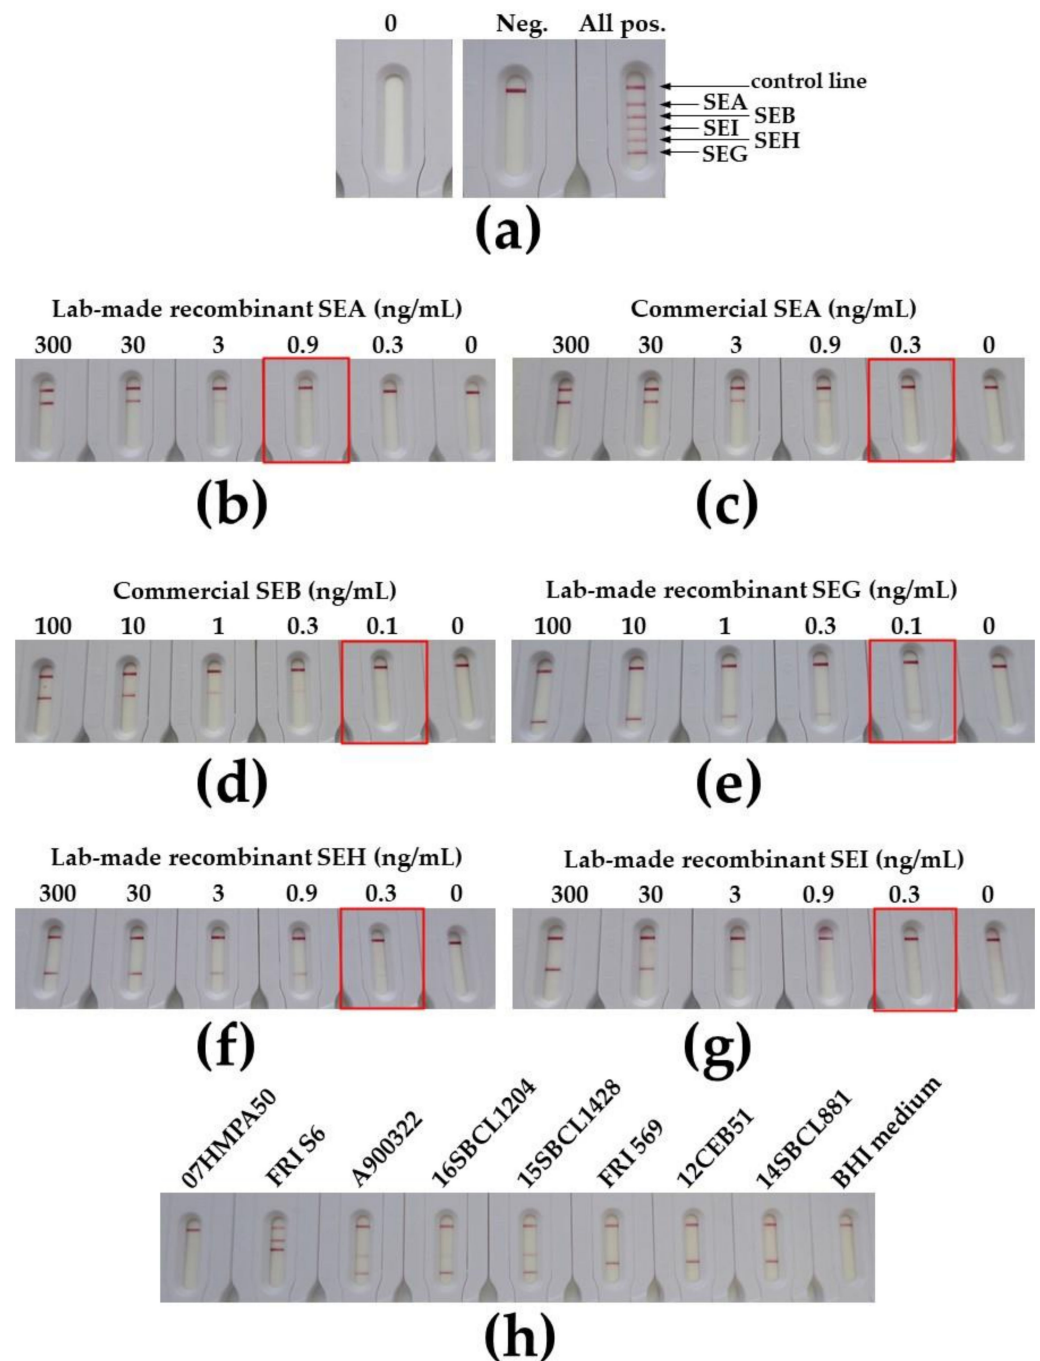 0 Neg. All pos.
control line
SEA
SEB
SEI
SEH
SEG
(a)
Lab-made recombinant SEA (ng/mL)
300 30 3 0.9 0.3 0
(b)
Commercial SEA (ng/mL)
300 30 3 0.9 0.3 0
(c)
Commercial SEB (ng/mL)
100 10 1 0.3 0.1 0
(d)
Lab-made recombinant SEG (ng/mL)
100 10 1 0.3 0.1 0
(e)
Lab-made recombinant SEH (ng/mL)
300 30 3 0.9 0.3 0
(f)
Lab-made recombinant SEI (ng/mL)
300 30 3 0.9 0.3 0
(g)
07HMPA50
FRI S6
A900322
16SBCL1204
15SBCL1428
FRI 569
12CEB51
14SBCL881
BHI medium
(h)